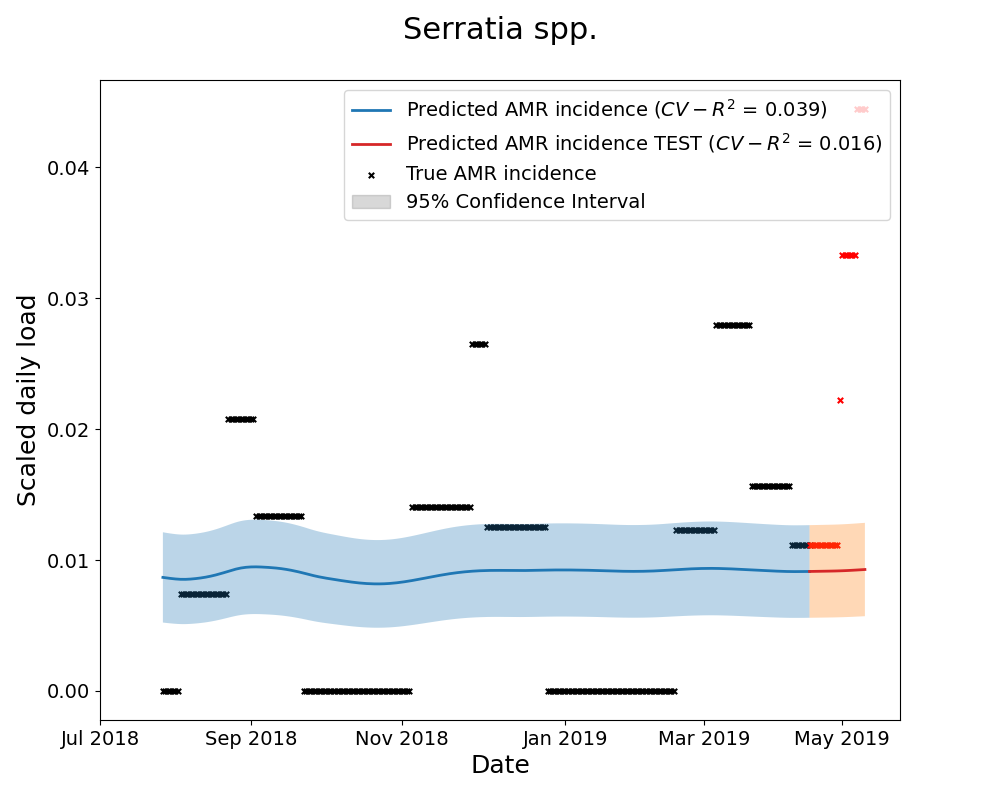 Serratia spp.
Predicted AMR incidence (CV − R² = 0.039)
Predicted AMR incidence TEST (CV − R² = 0.016)
True AMR incidence
95% Confidence Interval
0.04
0.03
0.02
0.01
0.00
Scaled daily load
Jul 2018 Sep 2018 Nov 2018 Jan 2019 Mar 2019 May 2019
Date